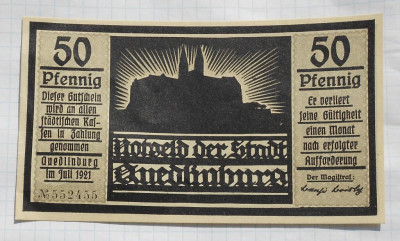 50
Pfennig
Dieser Gutschein
wird an allen
städtischen Kas-
sen in Zahlung
genommen
Quedlinburg
im Juli 1921
№ 552455
Notgeld der Stadt
Quedlinburg
50
Pfennig
Er verliert
seine Gültigkeit
einen Monat
nach erfolgter
Aufforderung
Der Magistrat: